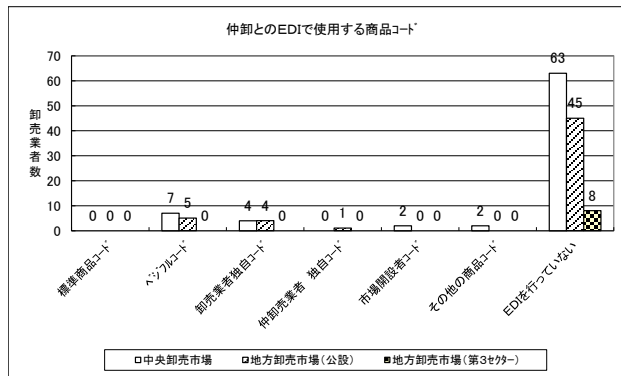 仲卸とのEDIで使用する商品コード
卸売業者数
70
60
50
40
30
20
10
0
0 0 0
7 5 0
4 4 0
0 1 0
2 0 0
2 0 0
63 45 8
標準商品コード
ベジフルコード
卸売業者独自コード
仲卸売業者 独自コード
市場開設者コード
その他の商品コード
EDIを行っていない
中央卸売市場 地方卸売市場(公設) 地方卸売市場(第3セクター)